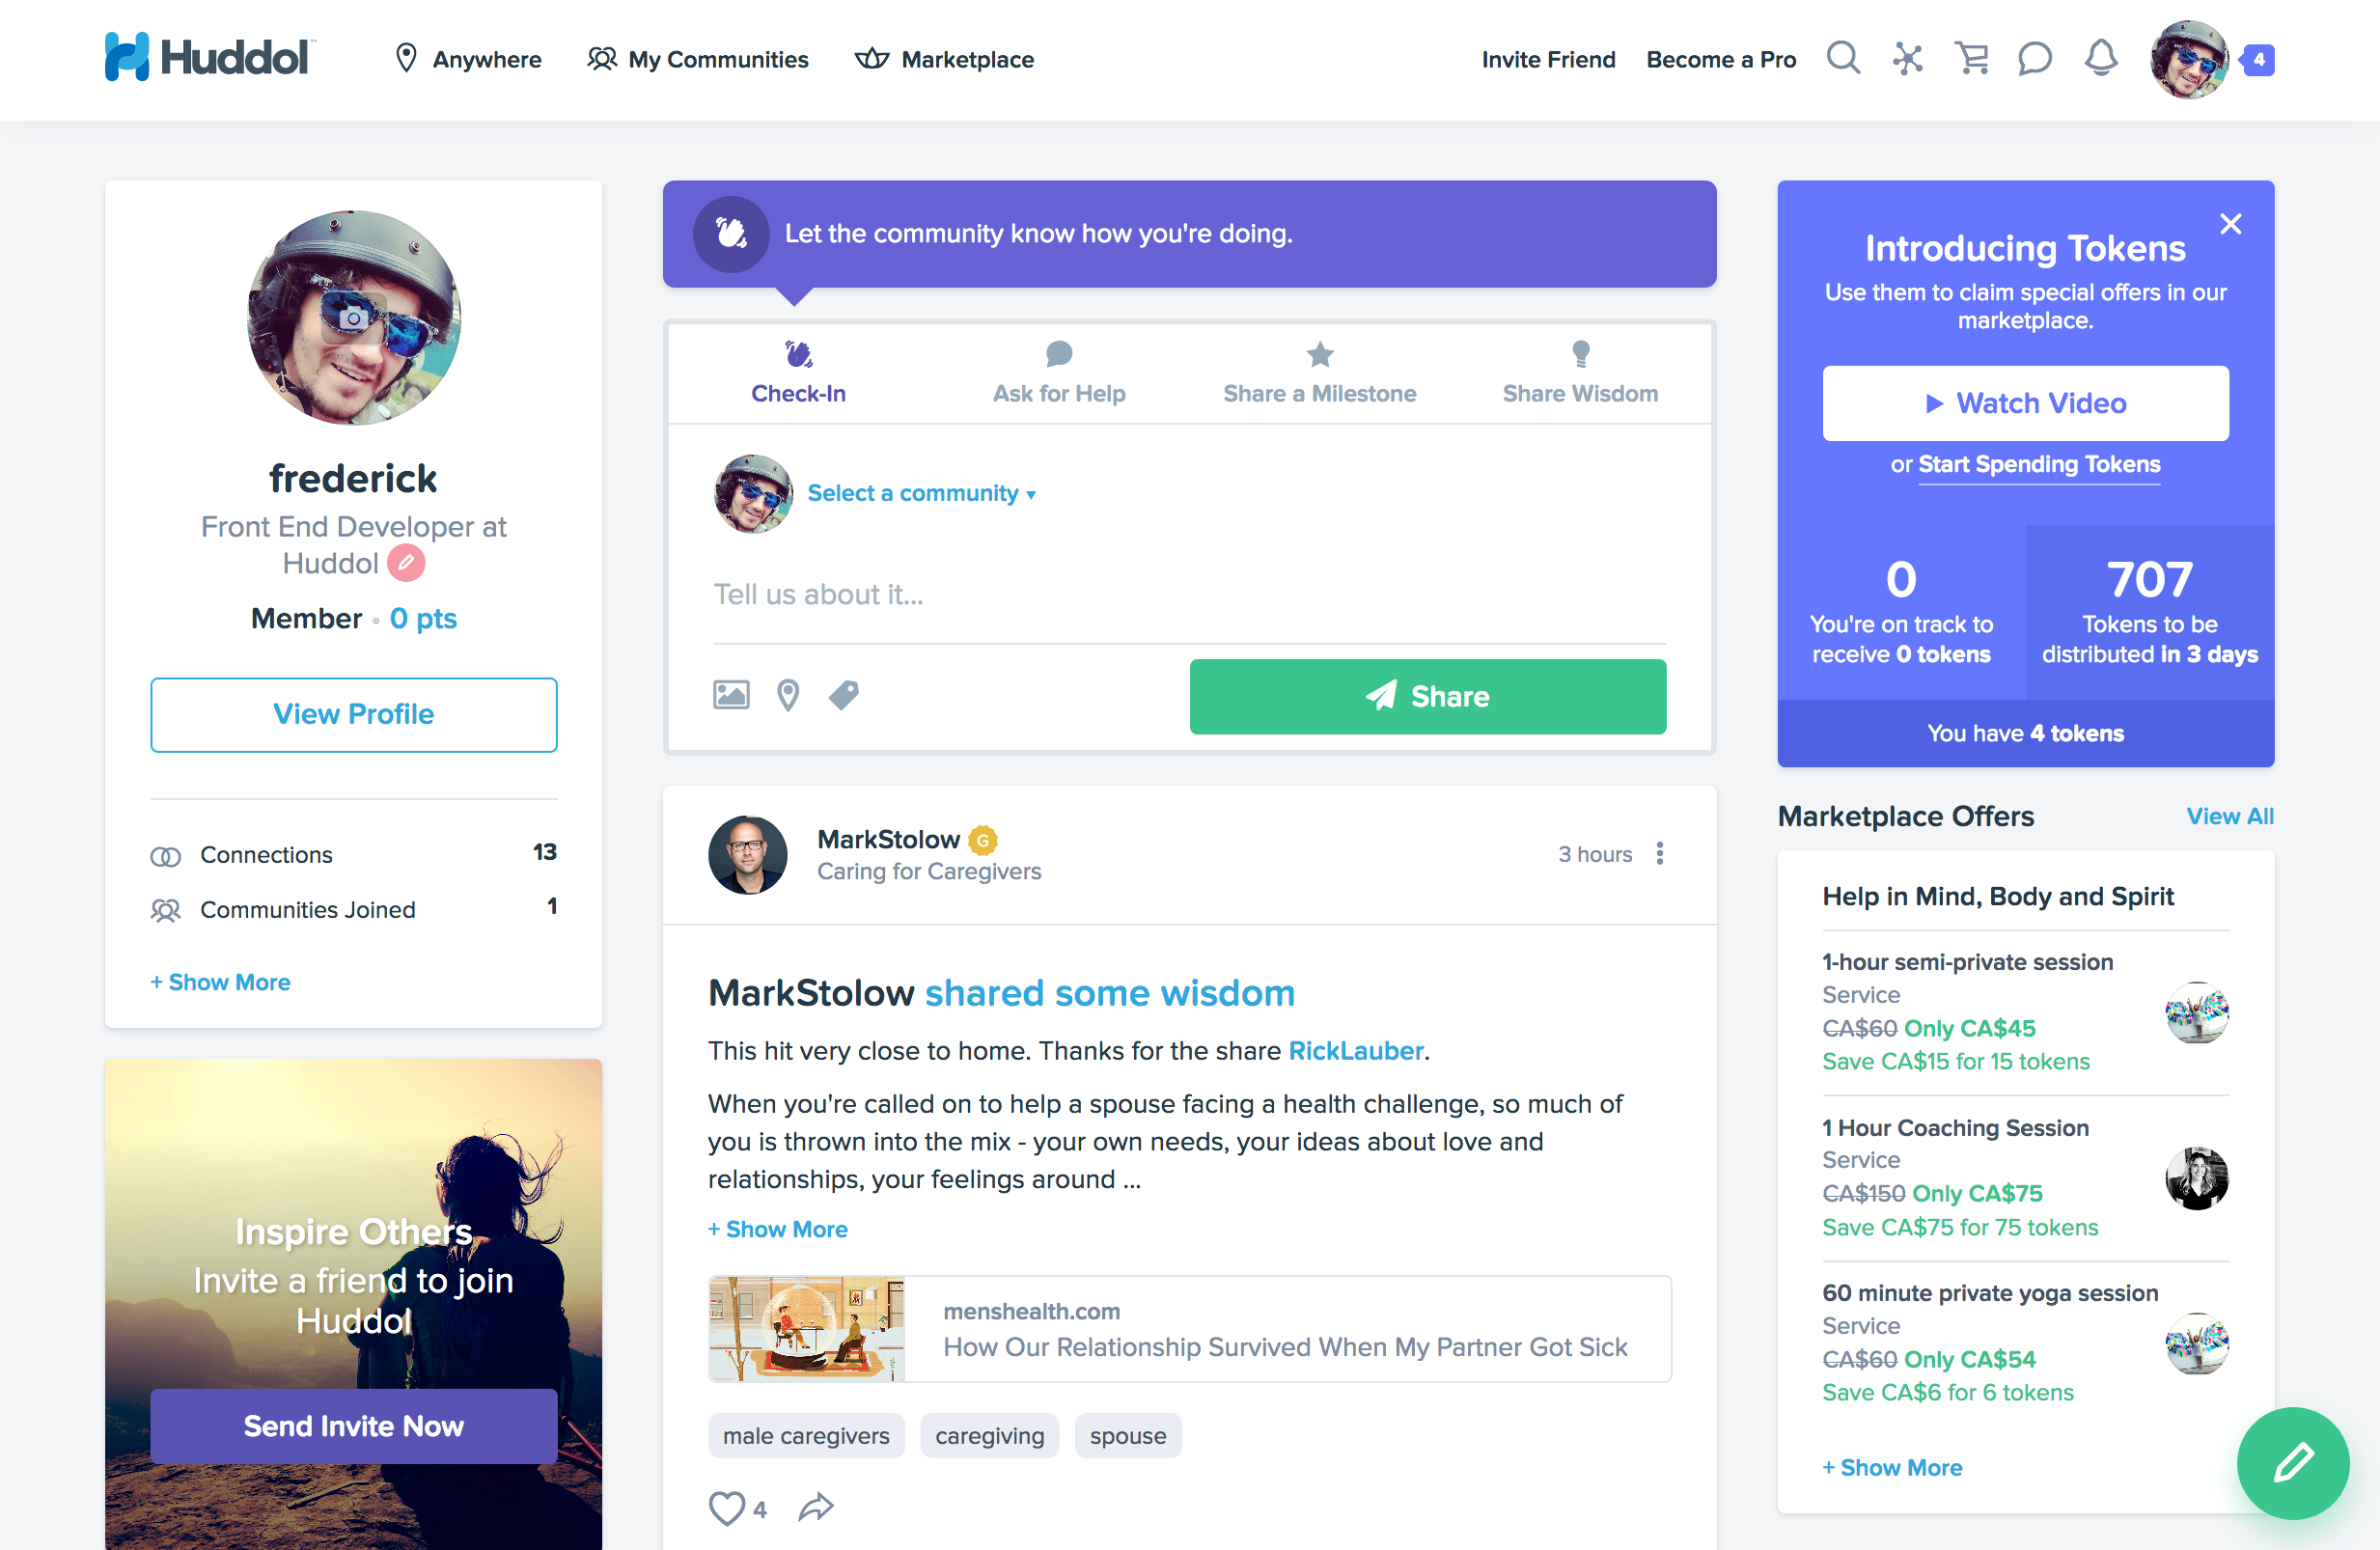 Huddol™
Anywhere
My Communities
Marketplace
Invite Friend
Become a Pro
4
frederick
Front End Developer at
Huddol
Member • 0 pts
View Profile
Connections 13
Communities Joined 1
+ Show More
Inspire Others
Invite a friend to join
Huddol
Send Invite Now
Let the community know how you're doing.
Check-In
Ask for Help
Share a Milestone
Share Wisdom
Select a community ▾
Tell us about it...
Share
MarkStolow G
Caring for Caregivers
3 hours
MarkStolow shared some wisdom
This hit very close to home. Thanks for the share RickLauber.
When you're called on to help a spouse facing a health challenge, so much of
you is thrown into the mix - your own needs, your ideas about love and
relationships, your feelings around ...
+ Show More
menshealth.com
How Our Relationship Survived When My Partner Got Sick
male caregivers
caregiving
spouse
4
Introducing Tokens
Use them to claim special offers in our
marketplace.
Watch Video
or Start Spending Tokens
0
You're on track to
receive 0 tokens
707
Tokens to be
distributed in 3 days
You have 4 tokens
Marketplace Offers
View All
Help in Mind, Body and Spirit
1-hour semi-private session
Service
CA$60 Only CA$45
Save CA$15 for 15 tokens
1 Hour Coaching Session
Service
CA$150 Only CA$75
Save CA$75 for 75 tokens
60 minute private yoga session
Service
CA$60 Only CA$54
Save CA$6 for 6 tokens
+ Show More